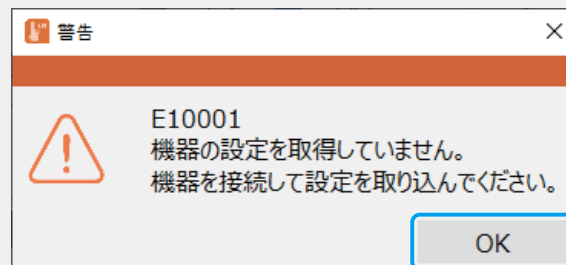 警告
E10001
機器の設定を取得していません。
機器を接続して設定を取り込んでください。
OK